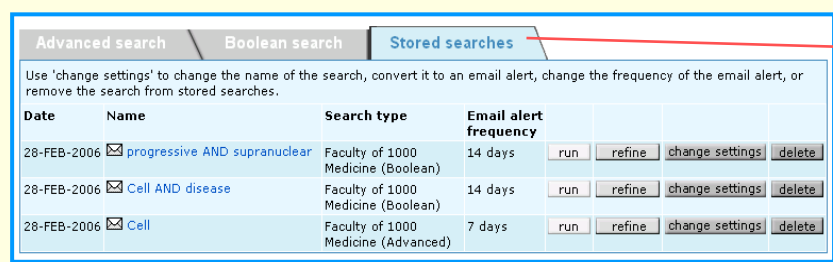 Advanced search Boolean search Stored searches
Use 'change settings' to change the name of the search, convert it to an email alert, change the frequency of the email alert, or
remove the search from stored searches.
Date Name Search type Email alert
frequency
28-FEB-2006 progressive AND supranuclear Faculty of 1000 14 days run refine change settings delete
Medicine (Boolean)
28-FEB-2006 Cell AND disease Faculty of 1000 14 days run refine change settings delete
Medicine (Boolean)
28-FEB-2006 Cell Faculty of 1000 7 days run refine change settings delete
Medicine (Advanced)